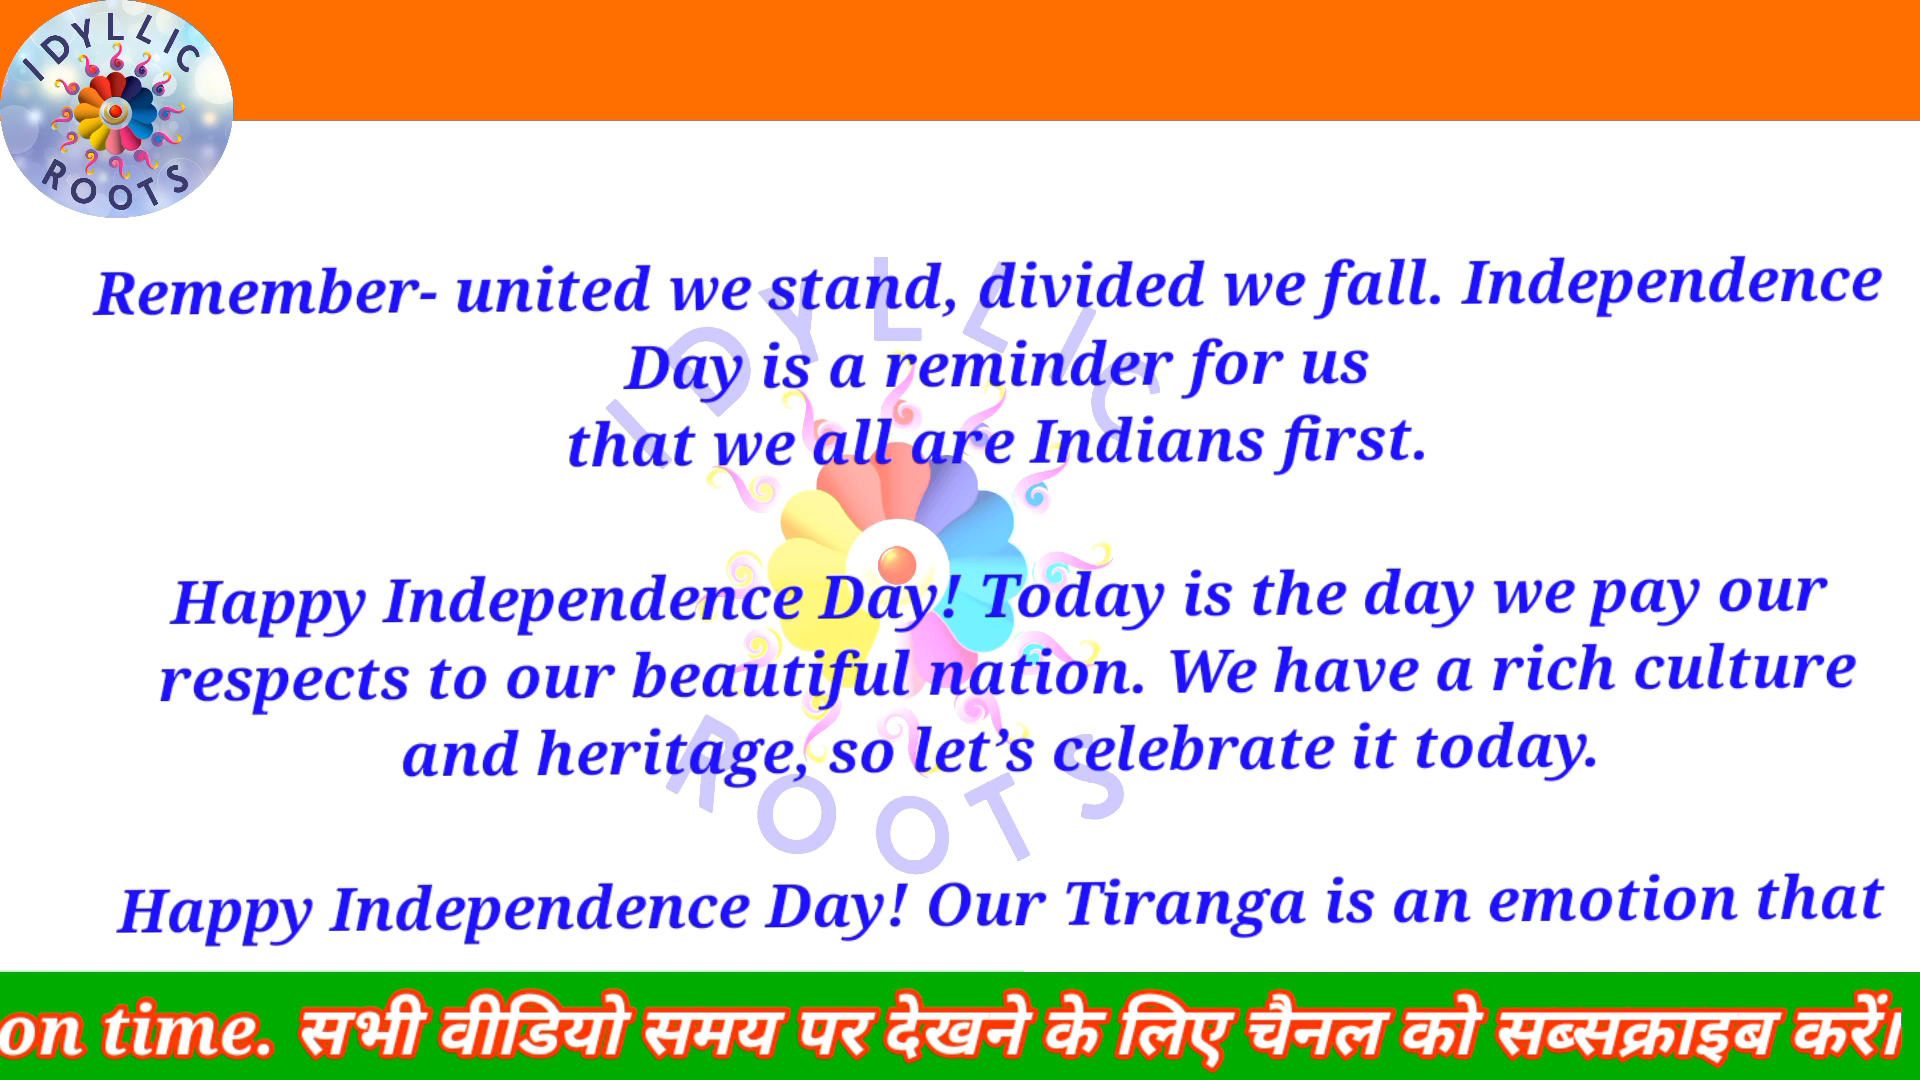 IDYLLIC
ROOTS
Remember- united we stand, divided we fall. Independence
Day is a reminder for us
that we all are Indians first.
IDYLLIC
Happy Independence Day! Today is the day we pay our
respects to our beautiful nation. We have a rich culture
and heritage, so let’s celebrate it today.
ROOTS
Happy Independence Day! Our Tiranga is an emotion that
on time. सभी वीडियो समय पर देखने के लिए चैनल को सब्सक्राइब करें।